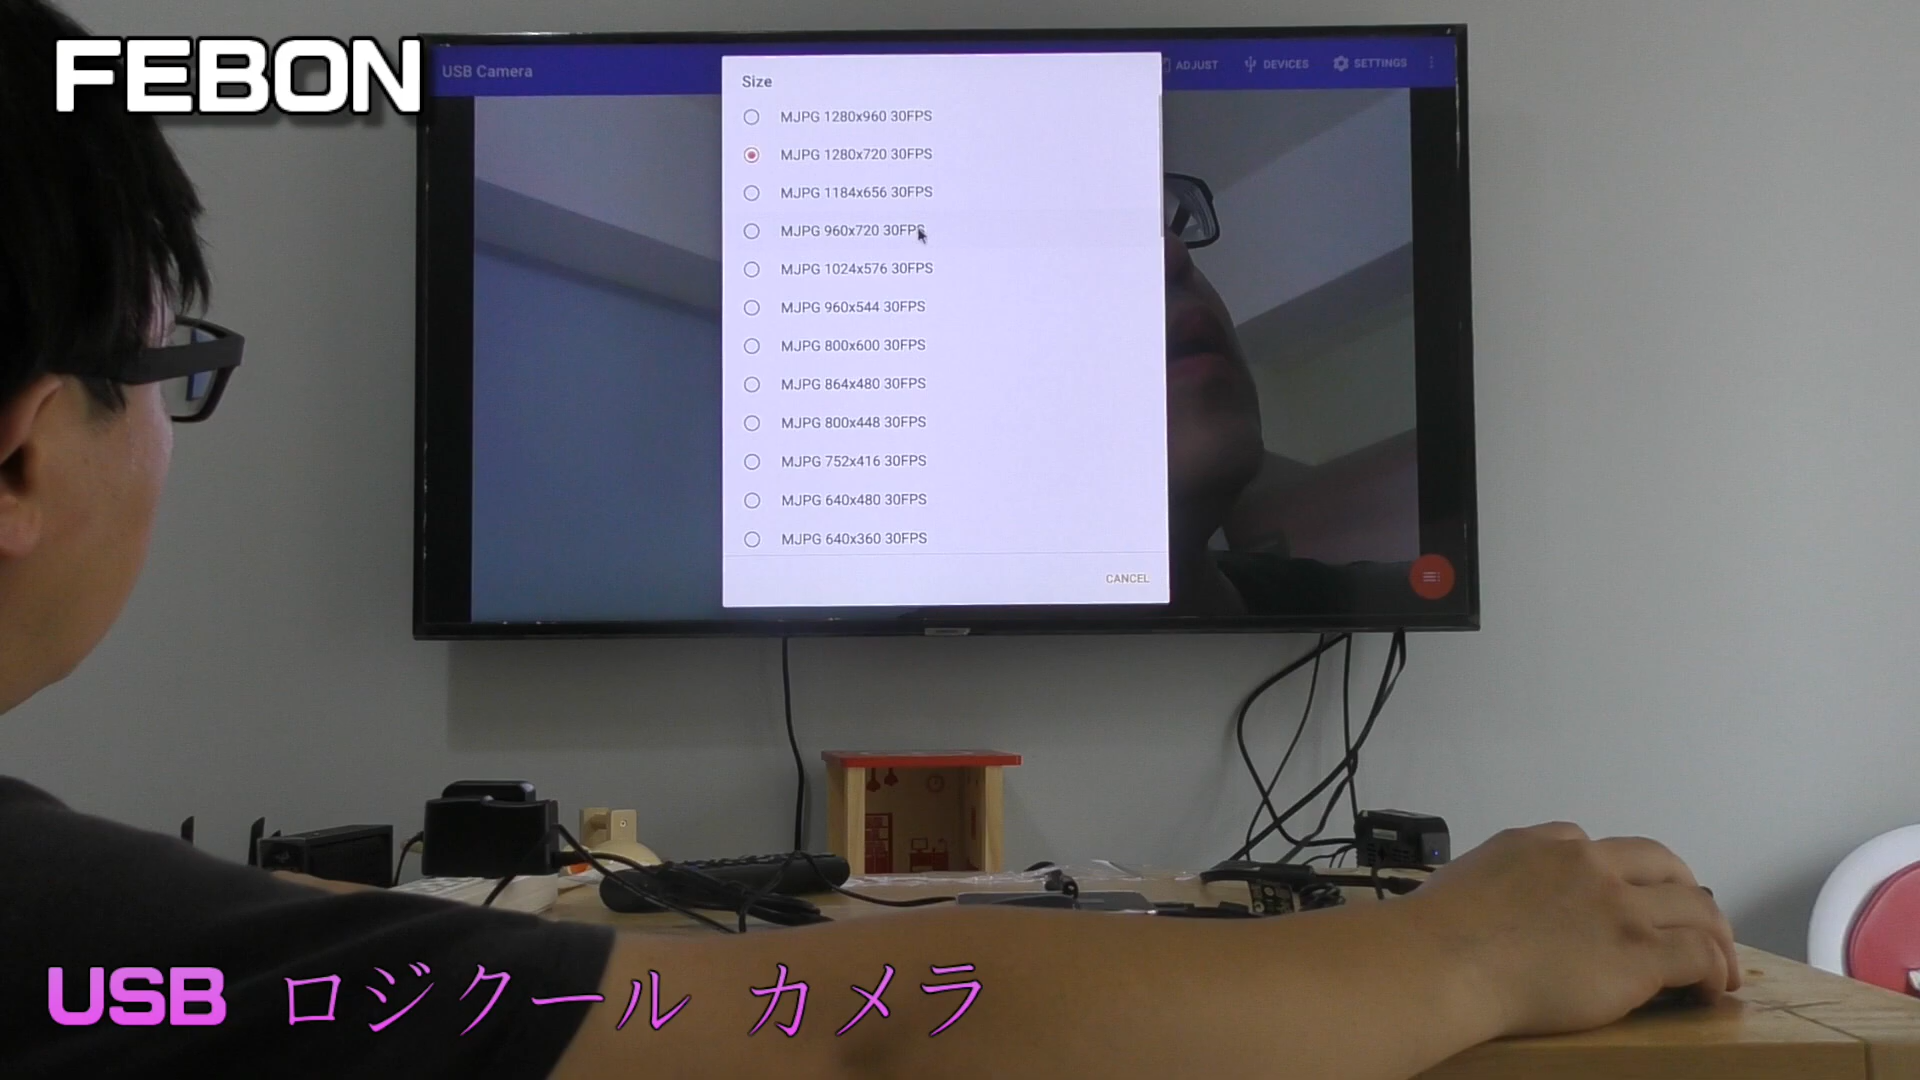 FEBON
USB Camera
ADJUST
DEVICES
SETTINGS
Size
MJPG 1280x960 30FPS
MJPG 1280x720 30FPS
MJPG 1184x656 30FPS
MJPG 960x720 30FPS
MJPG 1024x576 30FPS
MJPG 960x544 30FPS
MJPG 800x600 30FPS
MJPG 864x480 30FPS
MJPG 800x448 30FPS
MJPG 752x416 30FPS
MJPG 640x480 30FPS
MJPG 640x360 30FPS
CANCEL
USB ロジクール カメラ